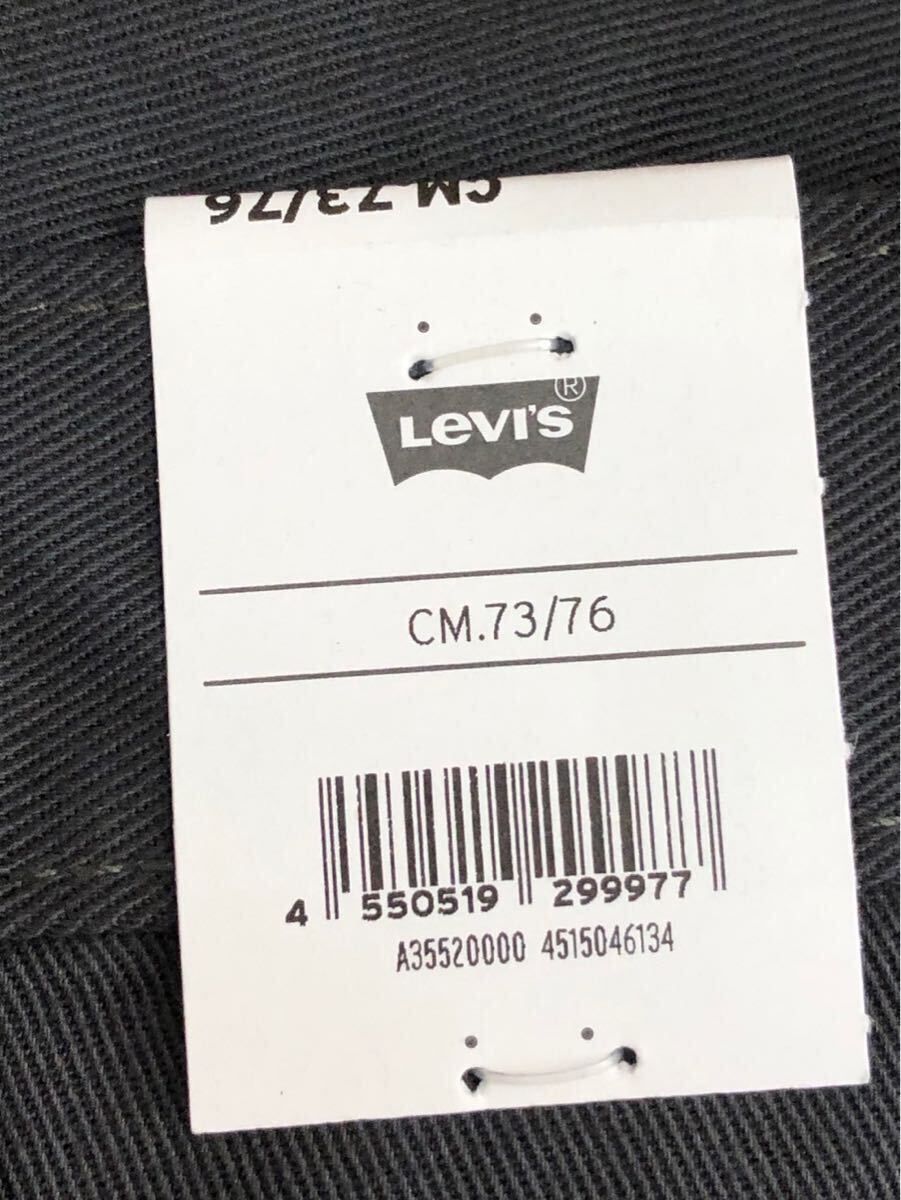 CM 73/76
LEVI'S®
CM.73/76
4 550519 299977
A35520000 4515046134